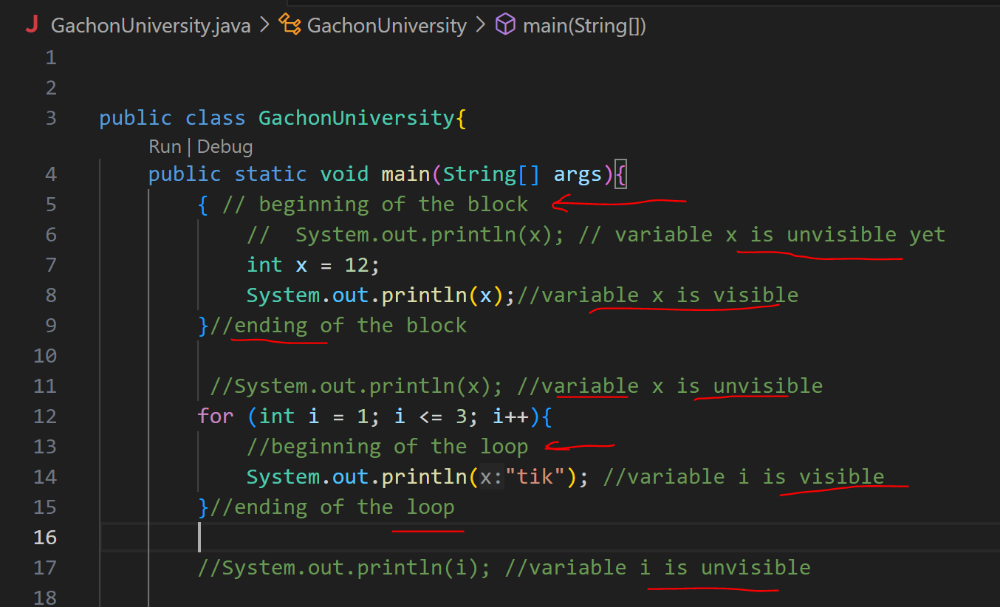 GachonUniversity.java > GachonUniversity > main(String[])
1
2
3 public class GachonUniversity{
Run | Debug
4 public static void main(String[] args){
5 { // beginning of the block
6 //  System.out.println(x); // variable x is unvisible yet
7 int x = 12;
8 System.out.println(x);//variable x is visible
9 }//ending of the block
10
11 //System.out.println(x); //variable x is unvisible
12 for (int i = 1; i <= 3; i++){
13 //beginning of the loop
14 System.out.println(x:"tik"); //variable i is visible
15 }//ending of the loop
16
17 //System.out.println(i); //variable i is unvisible
18